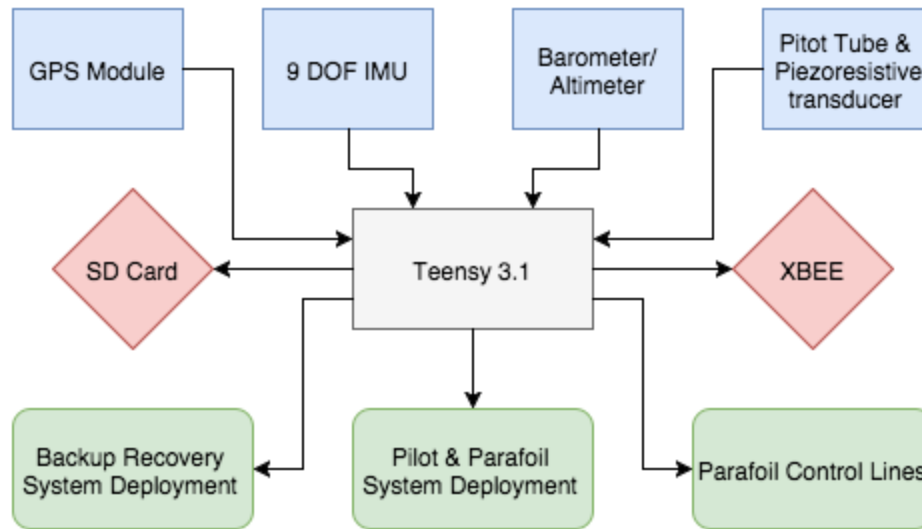 GPS Module
9 DOF IMU
Barometer/
Altimeter
Pitot Tube &
Piezoresistive
transducer
SD Card
Teensy 3.1
XBEE
Backup Recovery
System Deployment
Pilot & Parafoil
System Deployment
Parafoil Control Lines